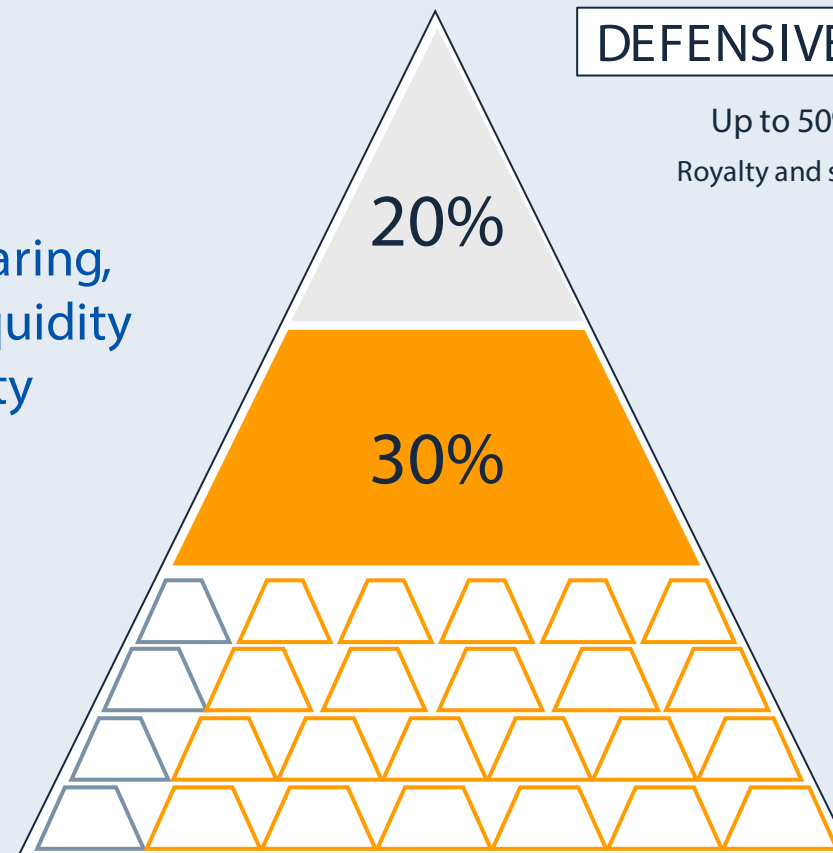 DEFENSIVE
Up to 50%
Royalty and s
20%
aring,
quidity
ty
30%